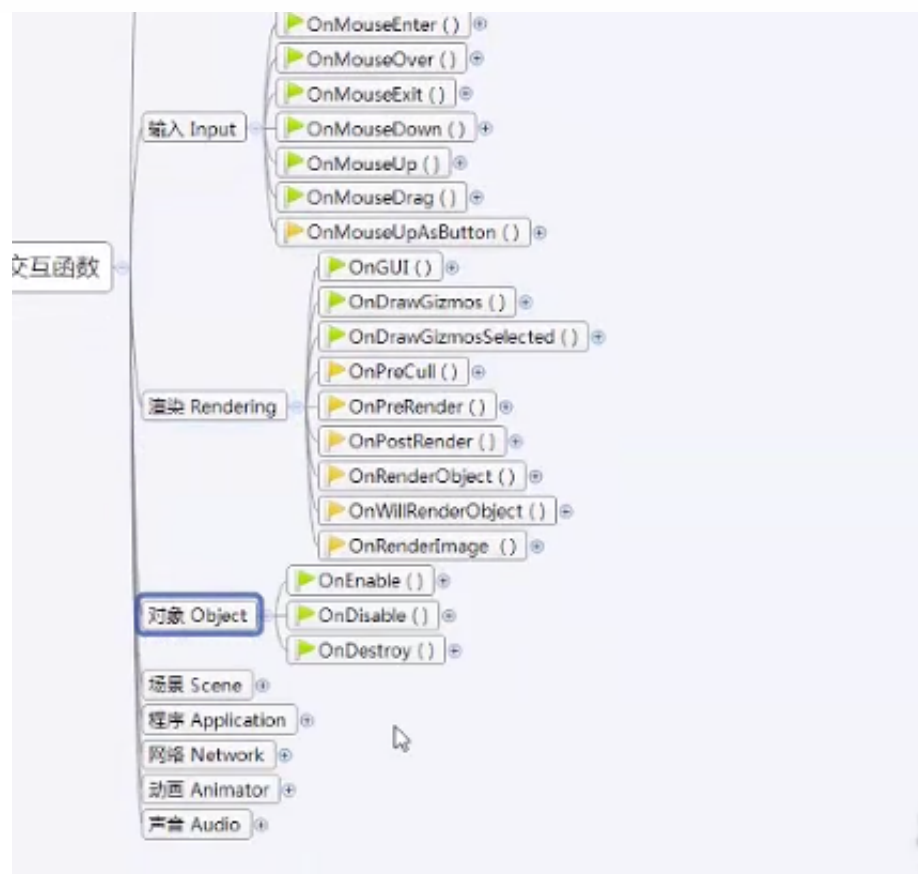 OnMouseEnter ()
OnMouseOver ()
OnMouseExit ()
输入 Input
OnMouseDown ()
OnMouseUp ()
OnMouseDrag ()
OnMouseUpAsButton ()
交互函数
OnGUI ()
OnDrawGizmos ()
OnDrawGizmosSelected ()
OnPreCull ()
渲染 Rendering
OnPreRender ()
OnPostRender ()
OnRenderObject ()
OnWillRenderObject ()
OnRenderImage ()
OnEnable ()
对象 Object
OnDisable ()
OnDestroy ()
场景 Scene
程序 Application
网络 Network
动画 Animator
声音 Audio